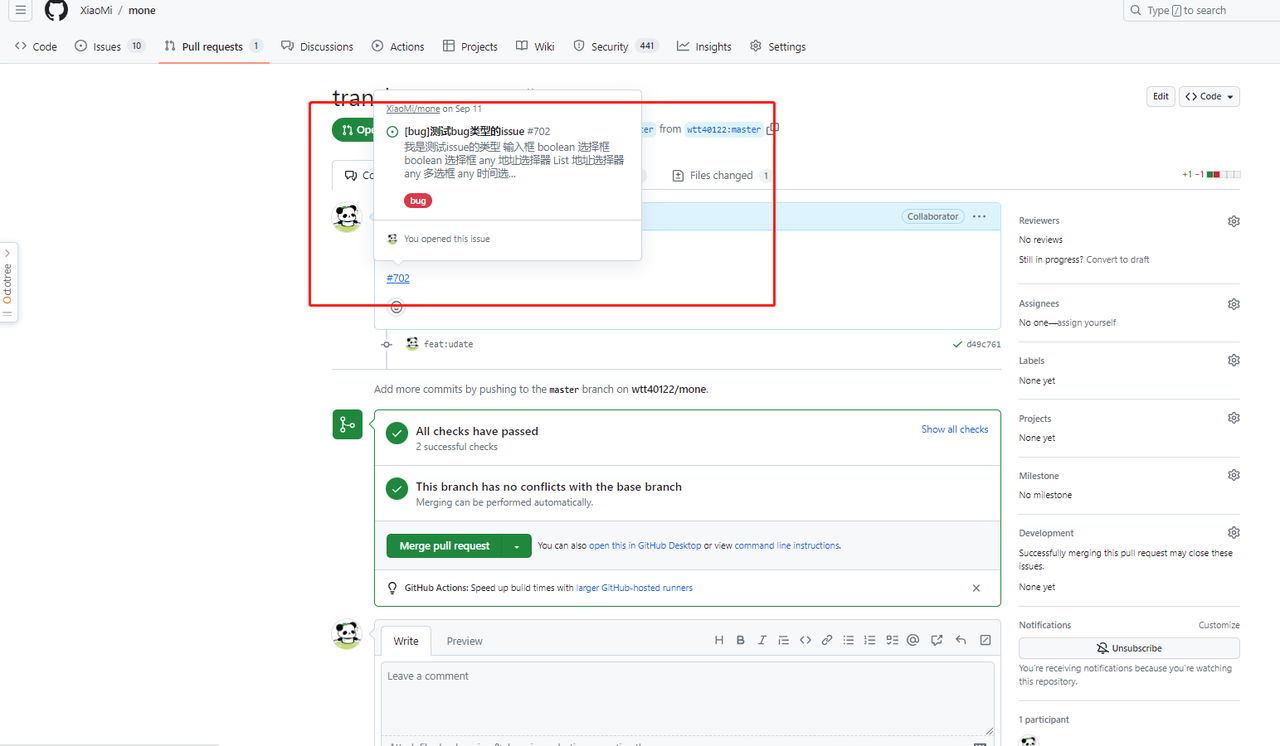 XiaoMi / mone
Type / to search
Code
Issues 10
Pull requests 1
Discussions
Actions
Projects
Wiki
Security 441
Insights
Settings
Edit
Code
XiaoMi/mone on Sep 11
from wtt40122:master
[bug]测试bug类型的issue #702
我是测试issue的类型 输入框 boolean 选择框
boolean 选择框 any 地址选择器 List 地址选择器
any 多选框 any 时间选...
Files changed 1
+1 −1
bug
Collaborator
You opened this issue
#702
Octotree
feat:udate
d49c761
Add more commits by pushing to the master branch on wtt40122/mone.
All checks have passed
2 successful checks
Show all checks
This branch has no conflicts with the base branch
Merging can be performed automatically.
Merge pull request
You can also open this in GitHub Desktop or view command line instructions.
GitHub Actions: Speed up build times with larger GitHub-hosted runners
Write
Preview
Leave a comment
Reviewers
No reviews
Still in progress? Convert to draft
Assignees
No one—assign yourself
Labels
None yet
Projects
None yet
Milestone
No milestone
Development
Successfully merging this pull request may close these
issues.
None yet
Notifications
Customize
Unsubscribe
You're receiving notifications because you're watching
this repository.
1 participant